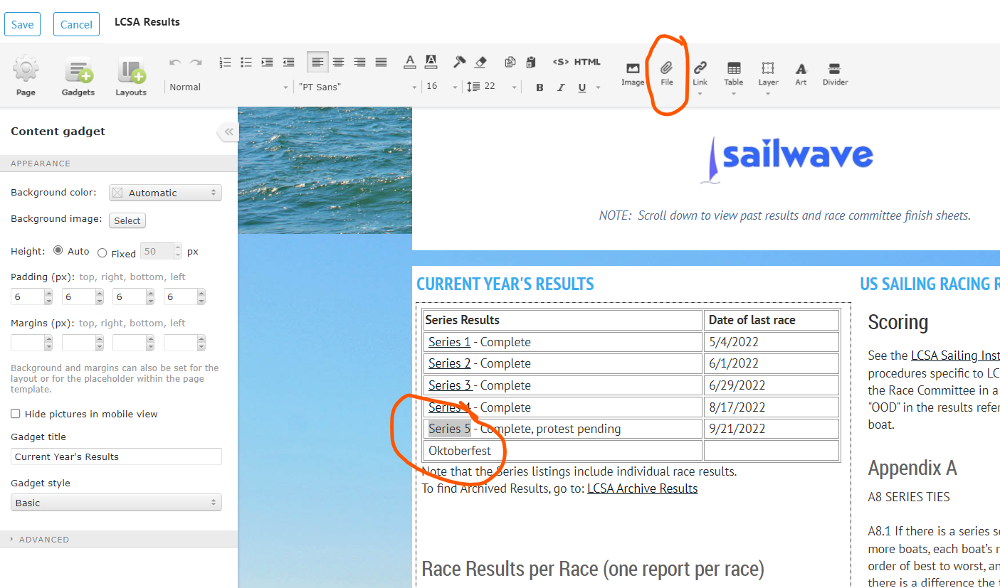 Save Cancel LCSA Results
Page Gadgets Layouts
<S> HTML
Normal "PT Sans" 16 22 B I U
Image File Link Table Layer Art Divider
Content gadget
APPEARANCE
Background color: Automatic
Background image: Select
Height: Auto Fixed 50 px
Padding (px): top, right, bottom, left
6 6 6 6
Margins (px): top, right, bottom, left
Background and margins can also be set for the
layout or for the placeholder within the page
template.
Hide pictures in mobile view
Gadget title
Current Year's Results
Gadget style
Basic
ADVANCED
sailwave
NOTE: Scroll down to view past results and race committee finish sheets.
CURRENT YEAR'S RESULTS
Series Results Date of last race
Series 1 - Complete 5/4/2022
Series 2 - Complete 6/1/2022
Series 3 - Complete 6/29/2022
Series 4 - Complete 8/17/2022
Series 5 - Complete, protest pending 9/21/2022
Oktoberfest
Note that the Series listings include individual race results.
To find Archived Results, go to: LCSA Archive Results
Race Results per Race (one report per race)
US SAILING RACING R
Scoring
See the LCSA Sailing Inst
procedures specific to LC
the Race Committee in a
"OOD" in the results refer
boat.
Appendix A
A8 SERIES TIES
A8.1 If there is a series s
more boats, each boat's r
order of best to worst, an
there is a difference the t